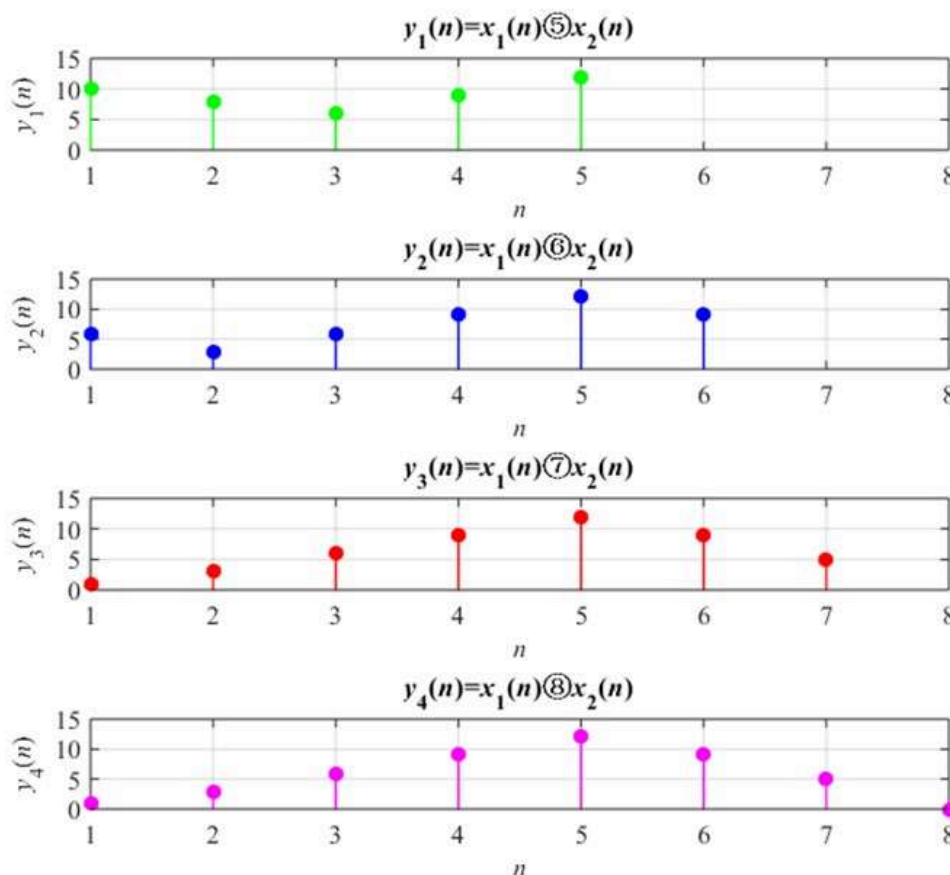 y₁(n)=x₁(n)⑤x₂(n)
15
10
5
0
y₁(n)
1 2 3 4 5 6 7 8
n
y₂(n)=x₁(n)⑥x₂(n)
15
10
5
0
y₂(n)
1 2 3 4 5 6 7 8
n
y₃(n)=x₁(n)⑦x₂(n)
15
10
5
0
y₃(n)
1 2 3 4 5 6 7 8
n
y₄(n)=x₁(n)⑧x₂(n)
15
10
5
0
y₄(n)
1 2 3 4 5 6 7 8
n